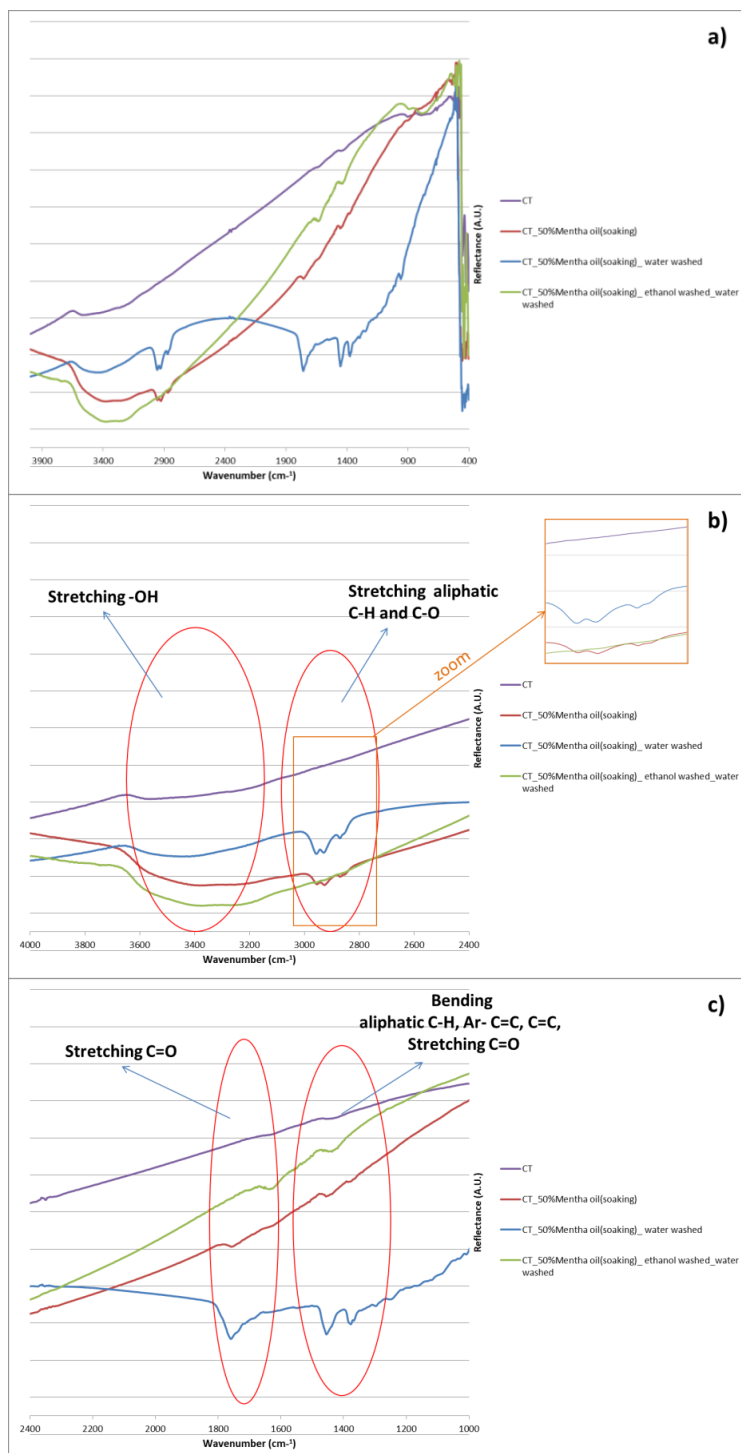 a)
Reflectance (A.U.)
CT
CT_50%Mentha oil(soaking)
CT_50%Mentha oil(soaking)_ water washed
CT_50%Mentha oil(soaking)_ ethanol washed_water
washed
3900 3400 2900 2400 1900 1400 900 400
Wavenumber (cm-1)
b)
Stretching -OH
Stretching aliphatic
C-H and C-O
zoom
Reflectance (A.U.)
CT
CT_50%Mentha oil(soaking)
CT_50%Mentha oil(soaking)_ water washed
CT_50%Mentha oil(soaking)_ ethanol washed_water
washed
4000 3800 3600 3400 3200 3000 2800 2600 2400
Wavenumber (cm-1)
c)
Bending
aliphatic C-H, Ar- C=C, C=C,
Stretching C=O
Stretching C=O
Reflectance (A.U.)
CT
CT_50%Mentha oil(soaking)
CT_50%Mentha oil(soaking)_ water washed
CT_50%Mentha oil(soaking)_ ethanol washed_water
washed
2400 2200 2000 1800 1600 1400 1200 1000
Wavenumber (cm-1)